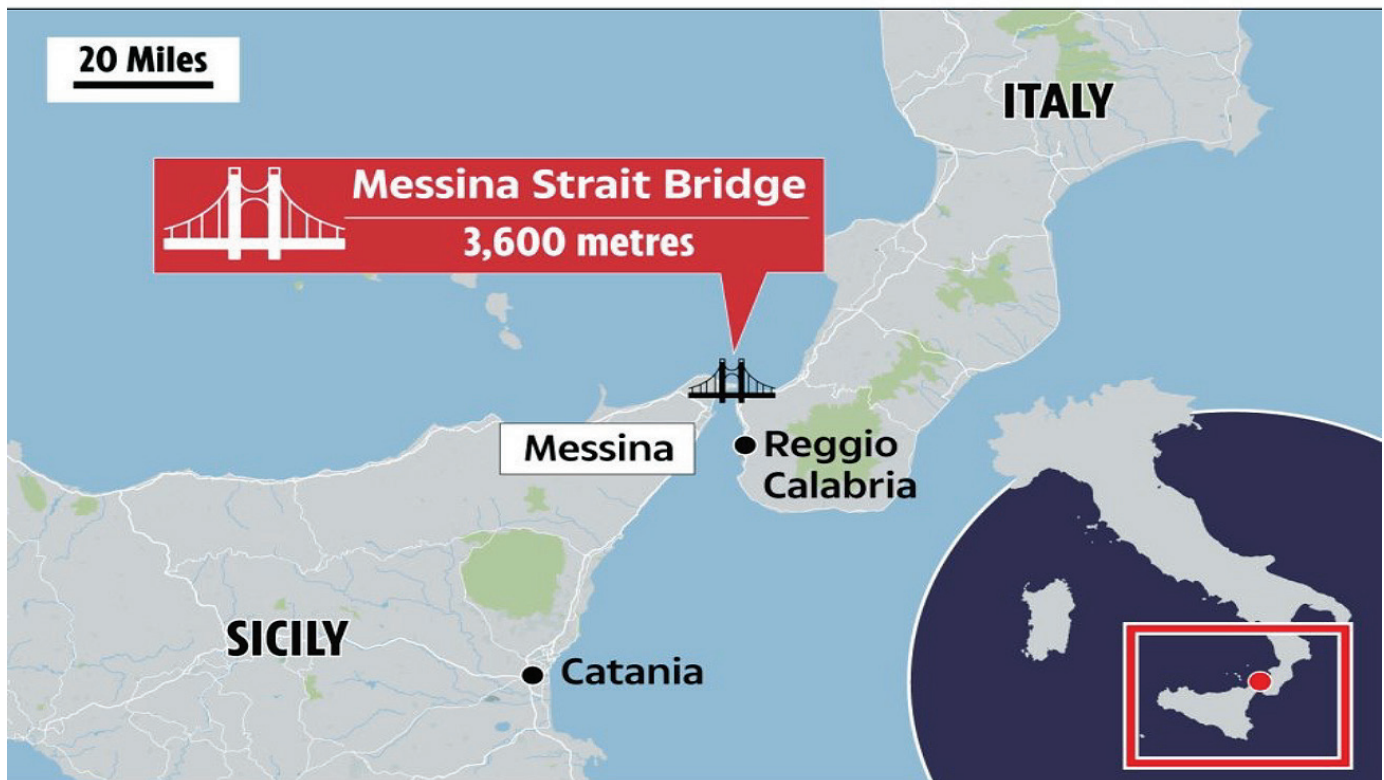 20 Miles
ITALY
Messina Strait Bridge
3,600 metres
Messina
Reggio
Calabria
SICILY
Catania